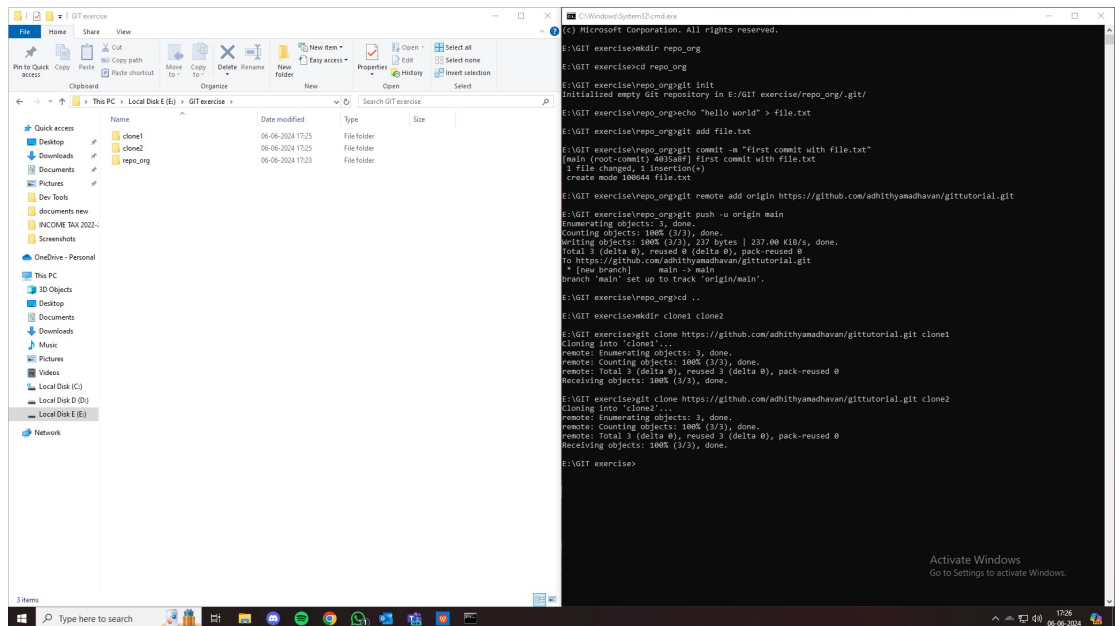 GIT exercise
File Home Share View
Pin to Quick access
Copy
Paste
Cut
Copy path
Paste shortcut
Clipboard
Move to
Copy to
Delete
Rename
Organize
New folder
New item
Easy access
New
Properties
Open
Edit
History
Open
Select all
Select none
Invert selection
Select
This PC > Local Disk (E:) > GIT exercise >
Search GIT exercise
Name Date modified Type Size
clone1 06-06-2024 17:25 File folder
clone2 06-06-2024 17:25 File folder
repo_org 06-06-2024 17:23 File folder
Quick access
Desktop
Downloads
Documents
Pictures
Dev Tools
documents new
INCOME TAX 2022-
Screenshots
OneDrive - Personal
This PC
3D Objects
Desktop
Documents
Downloads
Music
Pictures
Videos
Local Disk (C:)
Local Disk D (D:)
Local Disk E (E:)
Network
3 items
C:\Windows\System32\cmd.exe
(c) Microsoft Corporation. All rights reserved.
E:\GIT exercise>mkdir repo_org
E:\GIT exercise>cd repo_org
E:\GIT exercise\repo_org>git init
Initialized empty Git repository in E:/GIT exercise/repo_org/.git/
E:\GIT exercise\repo_org>echo "hello world" > file.txt
E:\GIT exercise\repo_org>git add file.txt
E:\GIT exercise\repo_org>git commit -m "first commit with file.txt"
[main (root-commit) 4035a8f] first commit with file.txt
1 file changed, 1 insertion(+)
create mode 100644 file.txt
E:\GIT exercise\repo_org>git remote add origin https://github.com/adhithyamadhavan/gittutorial.git
E:\GIT exercise\repo_org>git push -u origin main
Enumerating objects: 3, done.
Counting objects: 100% (3/3), done.
Writing objects: 100% (3/3), 237 bytes | 237.00 KiB/s, done.
Total 3 (delta 0), reused 0 (delta 0), pack-reused 0
To https://github.com/adhithyamadhavan/gittutorial.git
* [new branch] main -> main
branch 'main' set up to track 'origin/main'.
E:\GIT exercise\repo_org>cd ..
E:\GIT exercise>mkdir clone1 clone2
E:\GIT exercise>git clone https://github.com/adhithyamadhavan/gittutorial.git clone1
Cloning into 'clone1'...
remote: Enumerating objects: 3, done.
remote: Counting objects: 100% (3/3), done.
remote: Total 3 (delta 0), reused 3 (delta 0), pack-reused 0
Receiving objects: 100% (3/3), done.
E:\GIT exercise>git clone https://github.com/adhithyamadhavan/gittutorial.git clone2
Cloning into 'clone2'...
remote: Enumerating objects: 3, done.
remote: Counting objects: 100% (3/3), done.
remote: Total 3 (delta 0), reused 3 (delta 0), pack-reused 0
Receiving objects: 100% (3/3), done.
E:\GIT exercise>
Activate Windows
Go to Settings to activate Windows.
Type here to search
17:26
06-06-2024